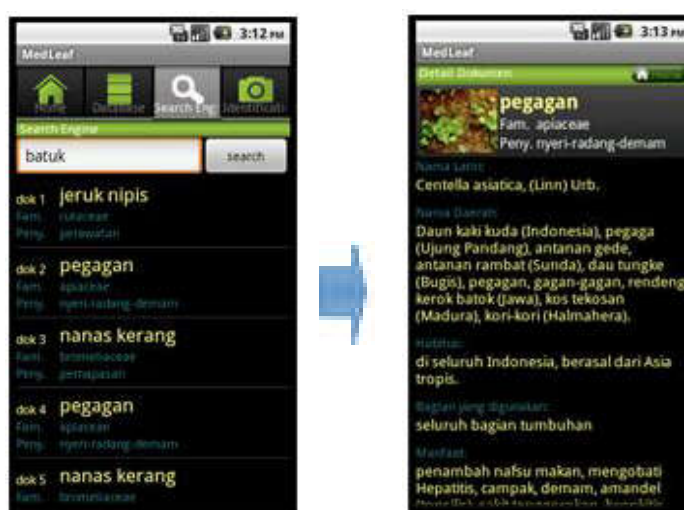 3:12 PM
MedLeaf
Home Database Search Eng Identificati
Search Engine
batuk search
dok 1 jeruk nipis
Fam. rutaceae
Peny. perawatan
dok 2 pegagan
Fam. apiaceae
Peny. nyeri-radang-demam
dok 3 nanas kerang
Fam. bromeliaceae
Peny. pernapasan
dok 4 pegagan
Fam. apiaceae
Peny. nyeri-radang-demam
dok 5 nanas kerang
Fam. bromeliaceae
3:13 PM
MedLeaf
Detail Dokumen
pegagan
Fam. apiaceae
Peny. nyeri-radang-demam
Nama Latin:
Centella asiatica, (Linn) Urb.
Nama Daerah:
Daun kaki kuda (Indonesia), pegaga
(Ujung Pandang), antanan gede,
antanan rambat (Sunda), dau tungke
(Bugis), pegagan, gagan-gagan, rendeng
kerok batok (Jawa), kos tekosan
(Madura), kori-kori (Halmahera).
Habitat:
di seluruh Indonesia, berasal dari Asia
tropis.
Bagian yang digunakan:
seluruh bagian tumbuhan
Manfaat:
penambah nafsu makan, mengobati
Hepatitis, campak, demam, amandel